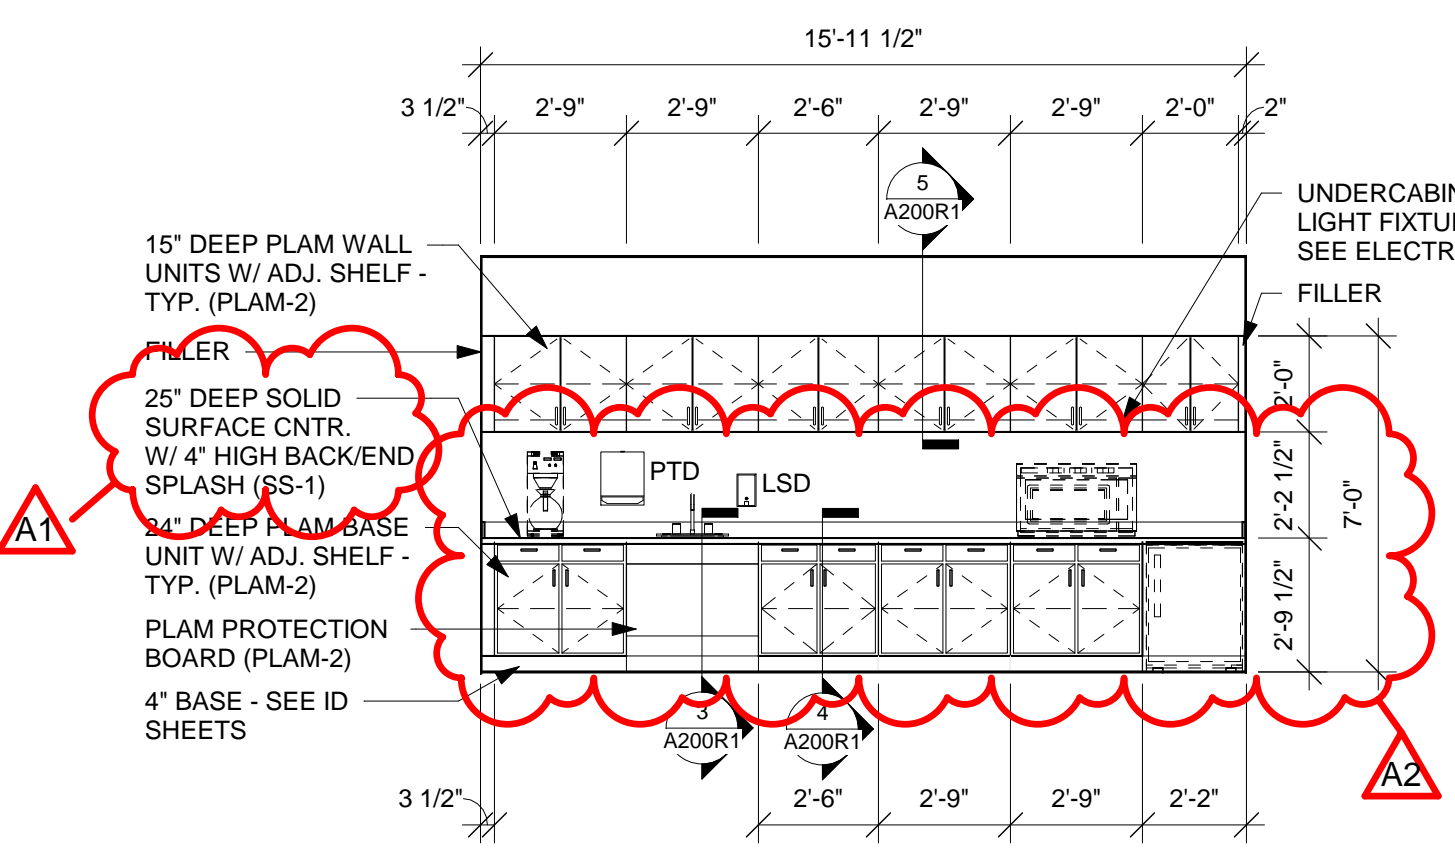 15'-11 1/2"
3 1/2" 2'-9" 2'-9" 2'-6" 2'-9" 2'-9" 2'-0" 2"
5
A200R1
UNDERCABIN
LIGHT FIXTU
SEE ELECTR
FILLER
15" DEEP PLAM WALL
UNITS W/ ADJ. SHELF -
TYP. (PLAM-2)
FILLER
25" DEEP SOLID
SURFACE CNTR.
W/ 4" HIGH BACK/END
SPLASH (SS-1)
24" DEEP PLAM BASE
UNIT W/ ADJ. SHELF -
TYP. (PLAM-2)
PLAM PROTECTION
BOARD (PLAM-2)
4" BASE - SEE ID
SHEETS
A1
PTD
LSD
2'-0"
2'-2 1/2"
2'-9 1/2"
7'-0"
3
A200R1
4
A200R1
A2
3 1/2" 2'-6" 2'-9" 2'-9" 2'-2"